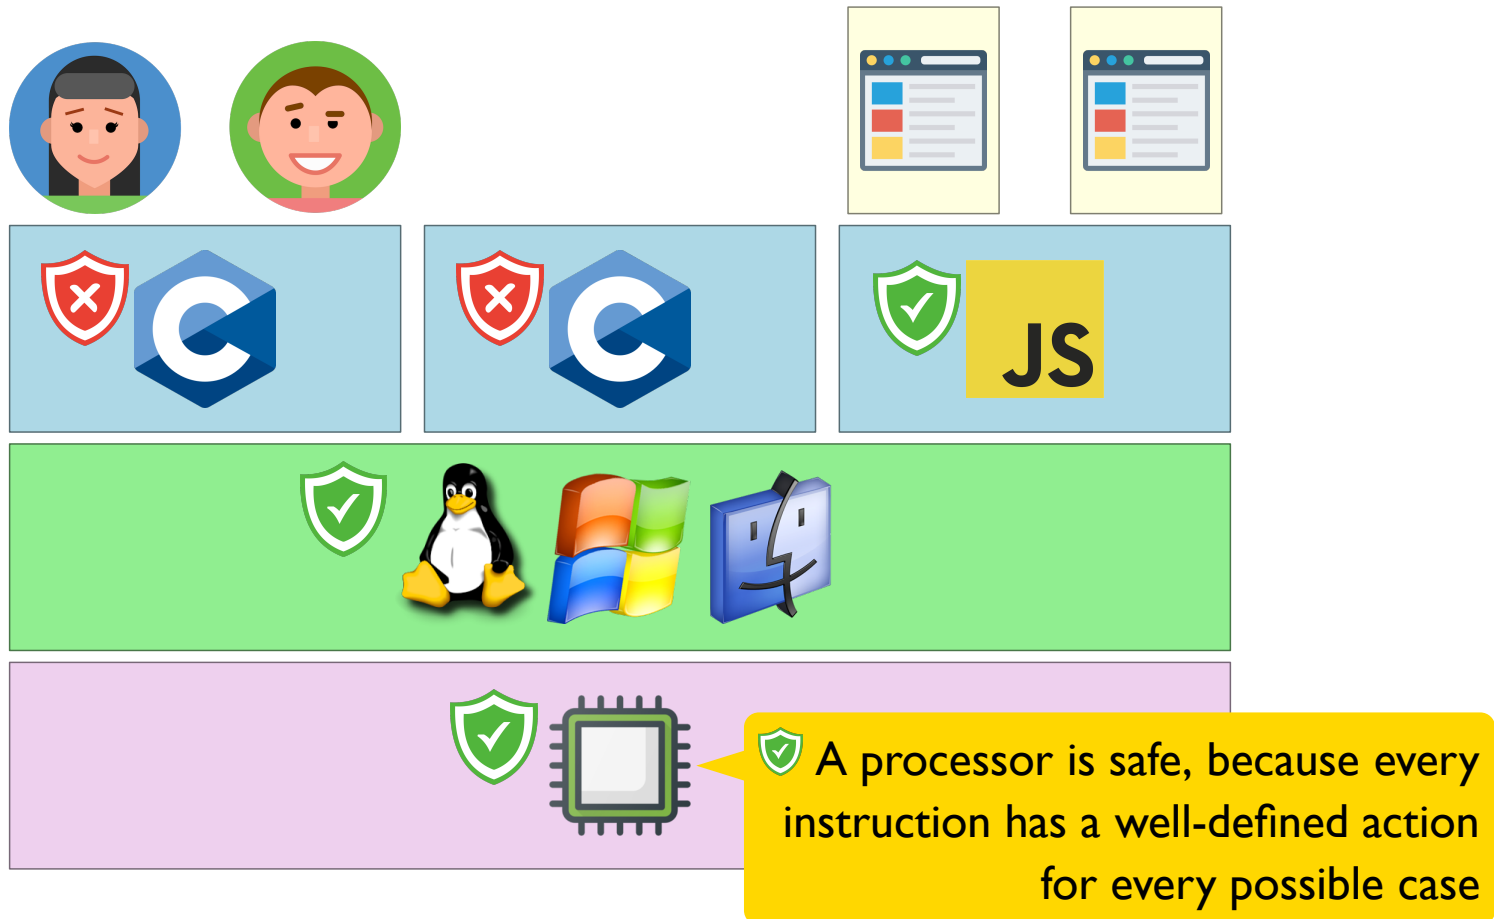 JS
A processor is safe, because every
instruction has a well-defined action
for every possible case